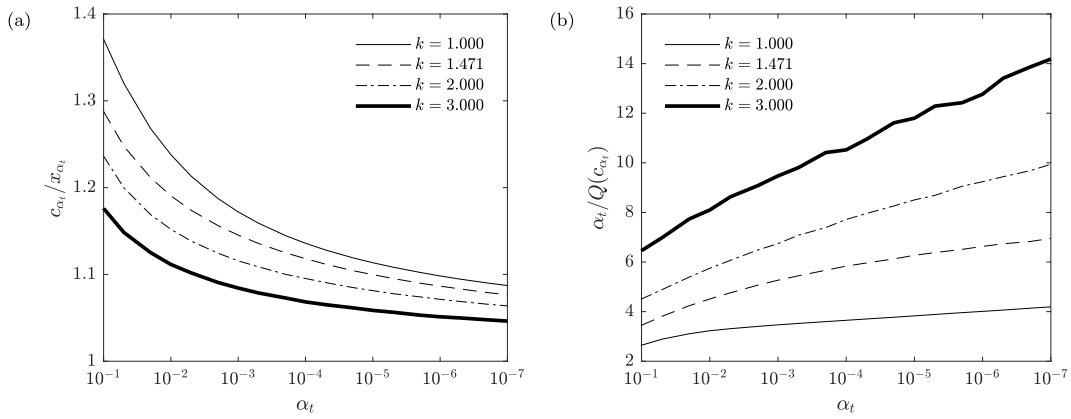 (a)
1.4
1.3
1.2
1.1
1
c_{α_t}/x_{α_t}
k = 1.000
k = 1.471
k = 2.000
k = 3.000
10⁻¹ 10⁻² 10⁻³ 10⁻⁴ 10⁻⁵ 10⁻⁶ 10⁻⁷
α_t
(b)
16
14
12
10
8
6
4
2
α_t/Q(c_{α_t})
k = 1.000
k = 1.471
k = 2.000
k = 3.000
10⁻¹ 10⁻² 10⁻³ 10⁻⁴ 10⁻⁵ 10⁻⁶ 10⁻⁷
α_t